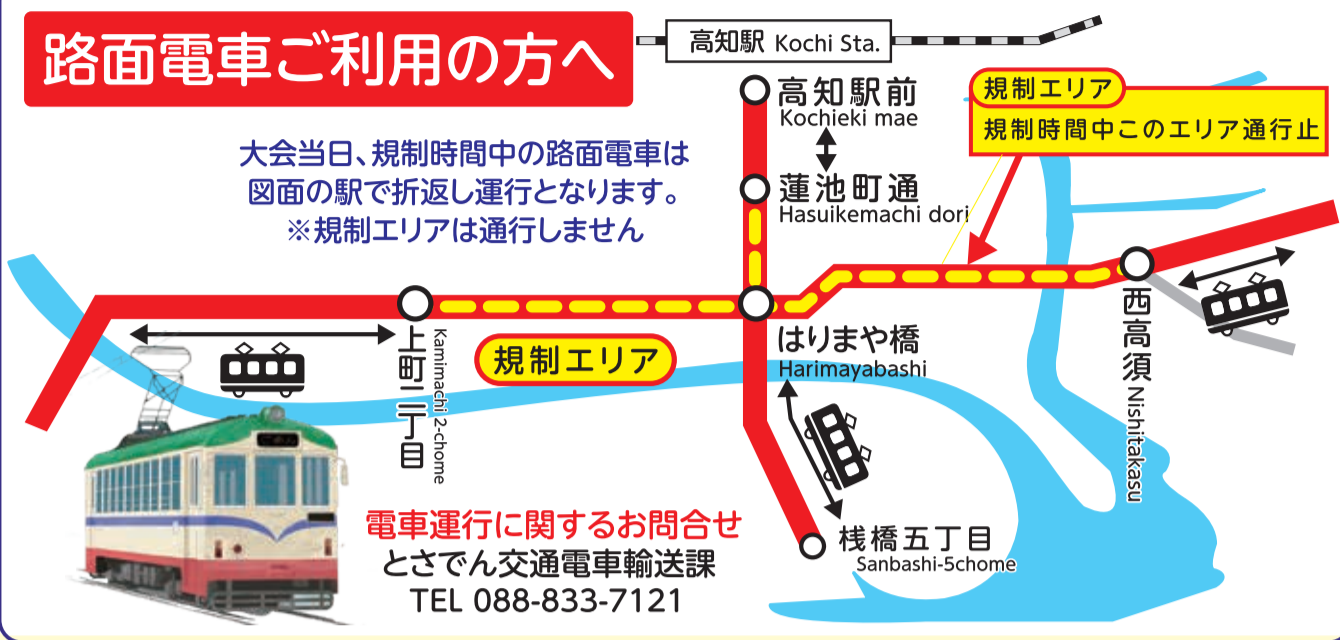 路面電車ご利用の方へ
高知駅 Kochi Sta.
高知駅前
Kochieki mae
規制エリア
規制時間中このエリア通行止
大会当日、規制時間中の路面電車は
図面の駅で折返し運行となります。
※規制エリアは通行しません
蓮池町通
Hasuikemachi dori
上町二丁目
Kamimachi 2-chome
規制エリア
はりまや橋
Harimayabashi
西高須
Nishitakasu
電車運行に関するお問合せ
とさでん交通電車輸送課
TEL 088-833-7121
桟橋五丁目
Sanbashi-5chome